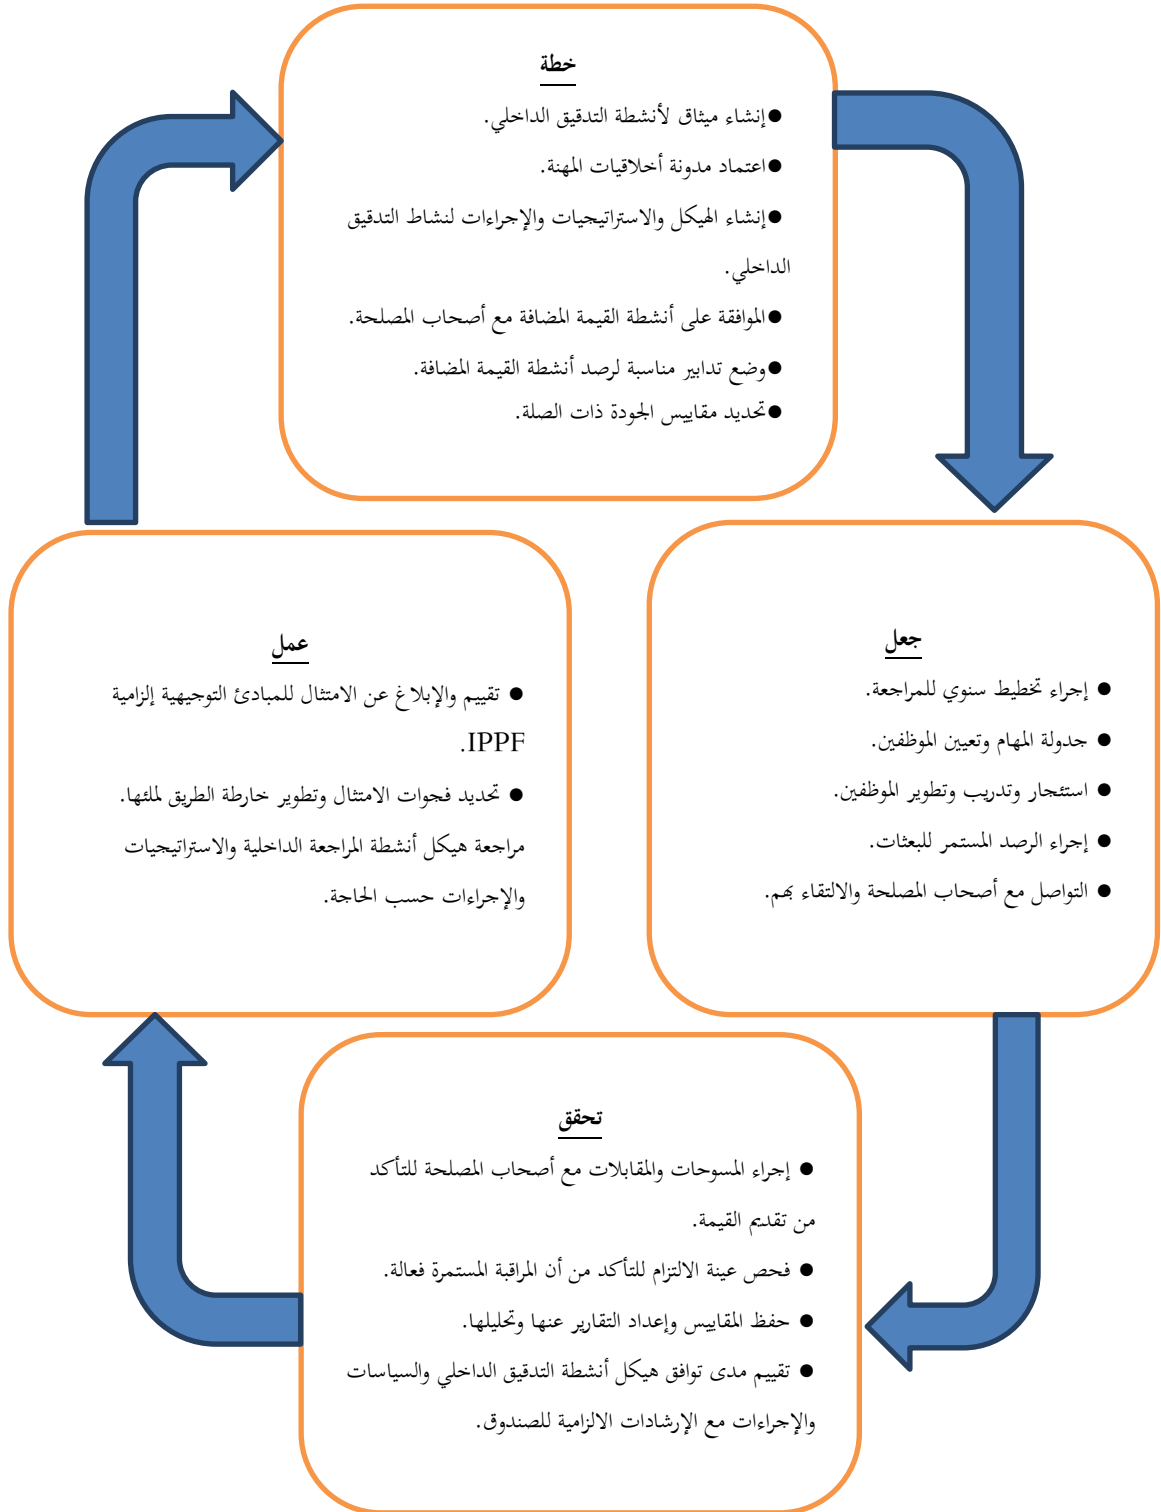 خطة
●إنشاء ميثاق لأنشطة التدقيق الداخلي.
●اعتماد مدونة أخلاقيات المهنة.
●إنشاء الهيكل والاستراتيجيات والإجراءات لنشاط التدقيق
الداخلي.
●الموافقة على أنشطة القيمة المضافة مع أصحاب المصلحة.
●وضع تدابير مناسبة لرصد أنشطة القيمة المضافة.
●تحديد مقاييس الجودة ذات الصلة.
جعل
● إجراء تخطيط سنوي للمراجعة.
● جدولة المهام وتعيين الموظفين.
● استئجار وتدريب وتطوير الموظفين.
● إجراء الرصد المستمر للبعثات.
● التواصل مع أصحاب المصلحة والالتقاء بهم.
تحقق
● إجراء المسوحات والمقابلات مع أصحاب المصلحة للتأكد
من تقديم القيمة.
● فحص عينة الالتزام للتأكد من أن المراقبة المستمرة فعالة.
● حفظ المقاييس وإعداد التقارير عنها وتحليلها.
● تقييم مدى توافق هيكل أنشطة التدقيق الداخلي والسياسات
والإجراءات مع الإرشادات الالزامية للصندوق.
عمل
● تقييم والإبلاغ عن الامتثال للمبادئ التوجيهية إلزامية
IPPF.
● تحديد فجوات الامتثال وتطوير خارطة الطريق لملئها.
مراجعة هيكل أنشطة المراجعة الداخلية والاستراتيجيات
والإجراءات حسب الحاجة.